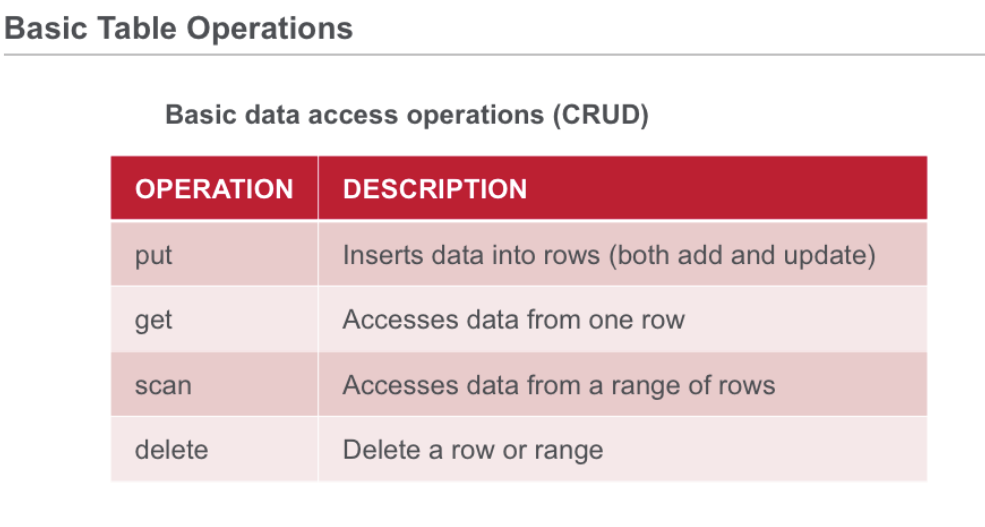 Basic Table Operations
Basic data access operations (CRUD)
OPERATION DESCRIPTION
put Inserts data into rows (both add and update)
get Accesses data from one row
scan Accesses data from a range of rows
delete Delete a row or range